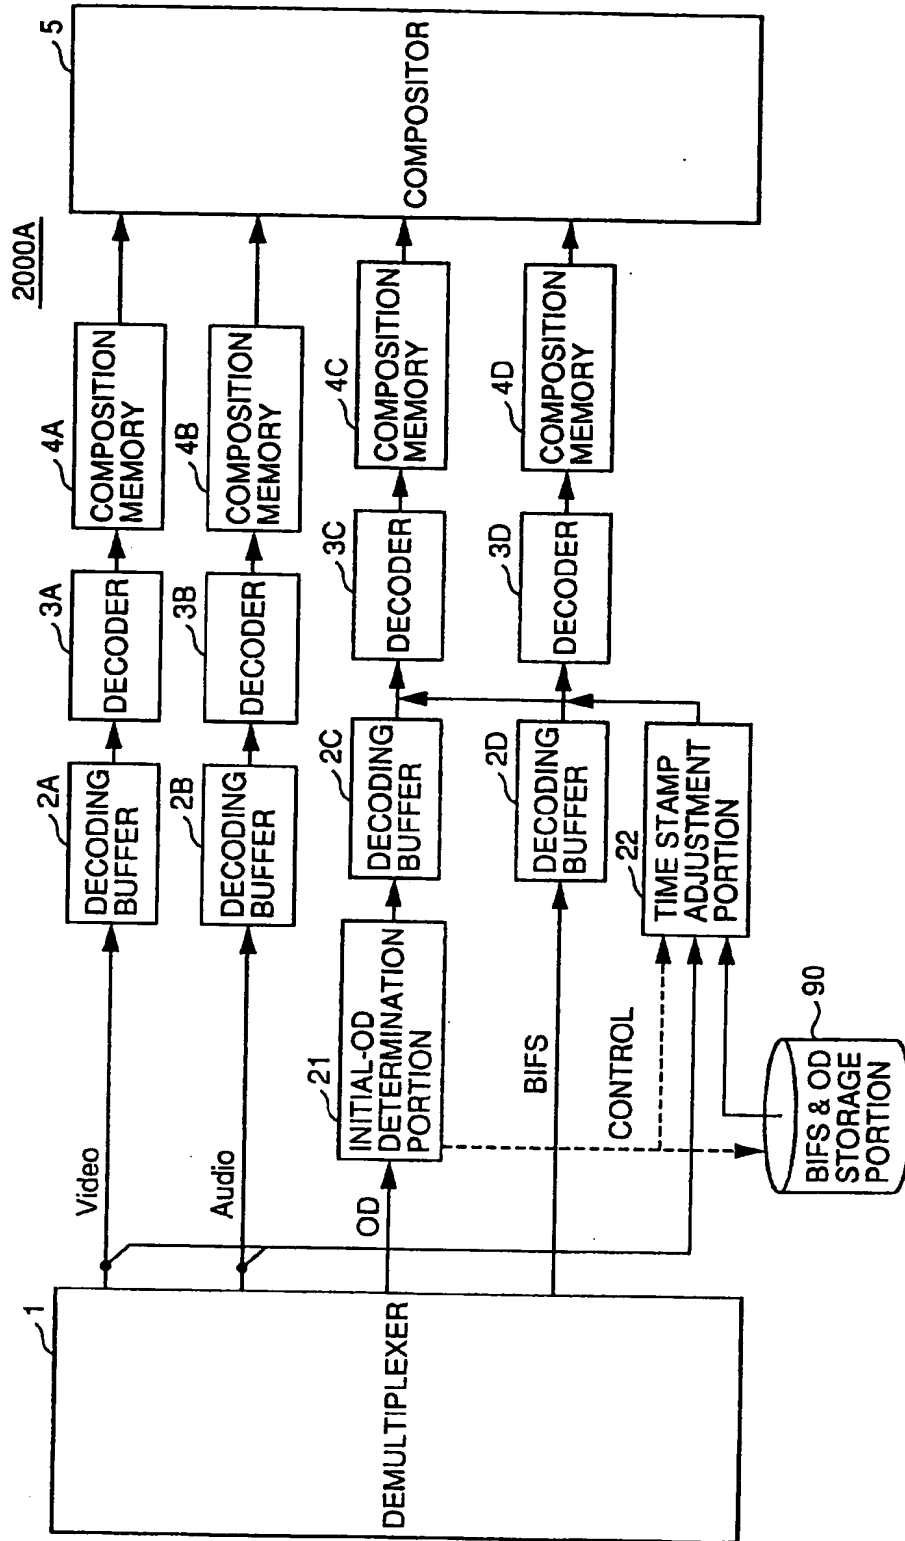 2000A
1
DEMULTIPLEXER
Video
Audio
OD
BIFS
2A
DECODING
BUFFER
3A
DECODER
4A
COMPOSITION
MEMORY
2B
DECODING
BUFFER
3B
DECODER
4B
COMPOSITION
MEMORY
21
INITIAL-OD
DETERMINATION
PORTION
2C
DECODING
BUFFER
3C
DECODER
4C
COMPOSITION
MEMORY
2D
DECODING
BUFFER
3D
DECODER
4D
COMPOSITION
MEMORY
5
COMPOSITOR
CONTROL
22
TIME STAMP
ADJUSTMENT
PORTION
90
BIFS & OD
STORAGE
PORTION